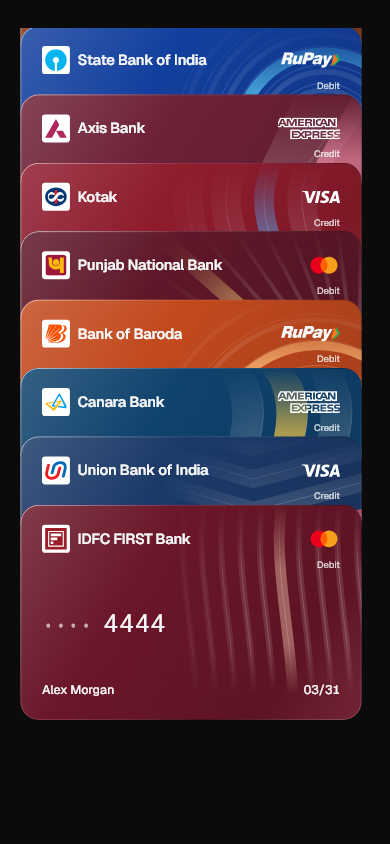 State Bank of India RuPay
Debit
Axis Bank AMERICAN
EXPRESS
Credit
Kotak VISA
Credit
Punjab National Bank
Debit
Bank of Baroda RuPay
Debit
Canara Bank AMERICAN
EXPRESS
Credit
Union Bank of India VISA
Credit
IDFC FIRST Bank
Debit
•••• 4444
Alex Morgan 03/31